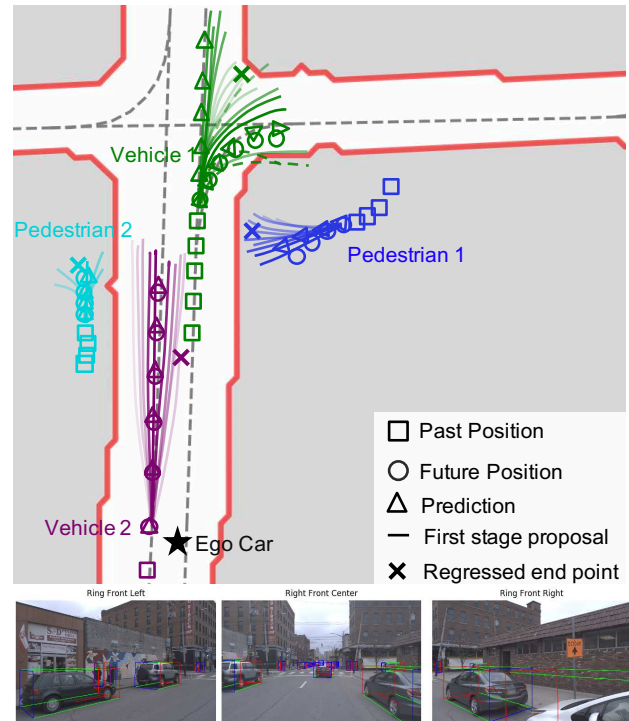 Vehicle 1
Pedestrian 2
Pedestrian 1
Past Position
Future Position
Prediction
First stage proposal
Regressed end point
Vehicle 2
Ego Car
Ring Front Left
Right Front Center
Ring Front Right